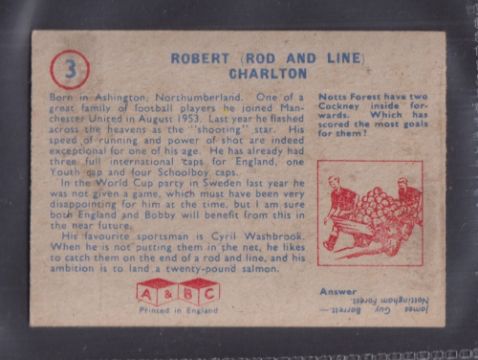 3
ROBERT (ROD AND LINE)
CHARLTON
Born in Ashington, Northumberland. One of a
great family of football players he joined Man-
chester United in August 1953. Last year he flashed
across the heavens as the "shooting" star. His
speed of running and power of shot are indeed
exceptional for one of his age. He has already had
three full international caps for England, one
Youth cap and four Schoolboy caps.
In the World Cup party in Sweden last year he
was not given a game, which must have been very
disappointing for him at the time, but I am sure
both England and Bobby will benefit from this in
the near future.
His favourite sportsman is Cyril Washbrook.
When he is not putting them in the net, he likes
to catch them on the end of a rod and line, and his
ambition is to land a twenty-pound salmon.
A & B C
Printed in England
Notts Forest have two
Cockney inside for-
wards. Which has
scored the most goals
for them?
Answer
James Guy Barrett—
Nottingham Forest.